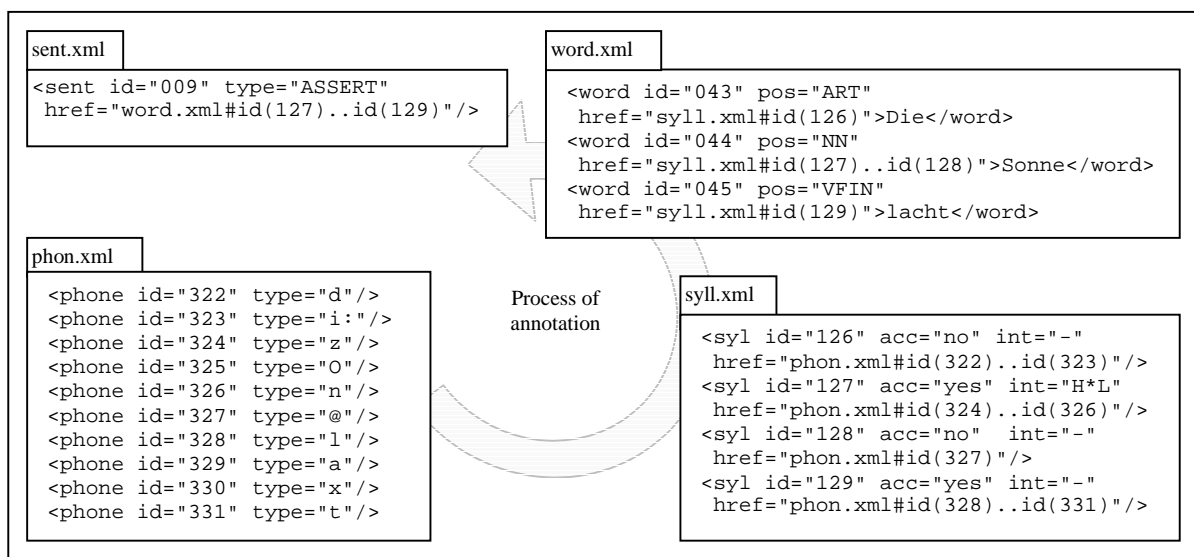 sent.xml
<sent id="009" type="ASSERT"
href="word.xml#id(127)..id(129)"/>
word.xml
<word id="043" pos="ART"
href="syll.xml#id(126)">Die</word>
<word id="044" pos="NN"
href="syll.xml#id(127)..id(128)">Sonne</word>
<word id="045" pos="VFIN"
href="syll.xml#id(129)">lacht</word>
phon.xml
<phone id="322" type="d"/>
<phone id="323" type="i:"/>
<phone id="324" type="z"/>
<phone id="325" type="O"/>
<phone id="326" type="n"/>
<phone id="327" type="@"/>
<phone id="328" type="l"/>
<phone id="329" type="a"/>
<phone id="330" type="x"/>
<phone id="331" type="t"/>
Process of
annotation
syll.xml
<syl id="126" acc="no" int="-"
href="phon.xml#id(322)..id(323)"/>
<syl id="127" acc="yes" int="H*L"
href="phon.xml#id(324)..id(326)"/>
<syl id="128" acc="no"  int="-"
href="phon.xml#id(327)"/>
<syl id="129" acc="yes" int="-"
href="phon.xml#id(328)..id(331)"/>